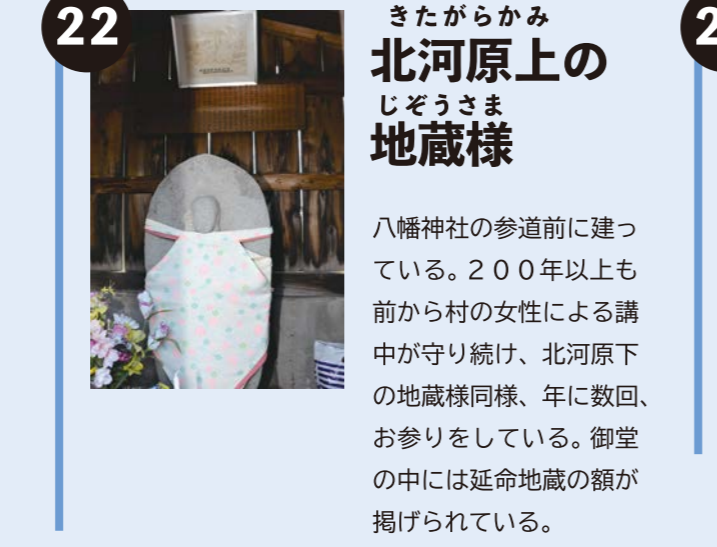 22
きたがらかみ
北河原上の
じぞうさま
地蔵様
八幡神社の参道前に建っ
ている。２００年以上も
前から村の女性による講
中が守り続け、北河原下
の地蔵様同様、年に数回、
お参りをしている。御堂
の中には延命地蔵の額が
掲げられている。